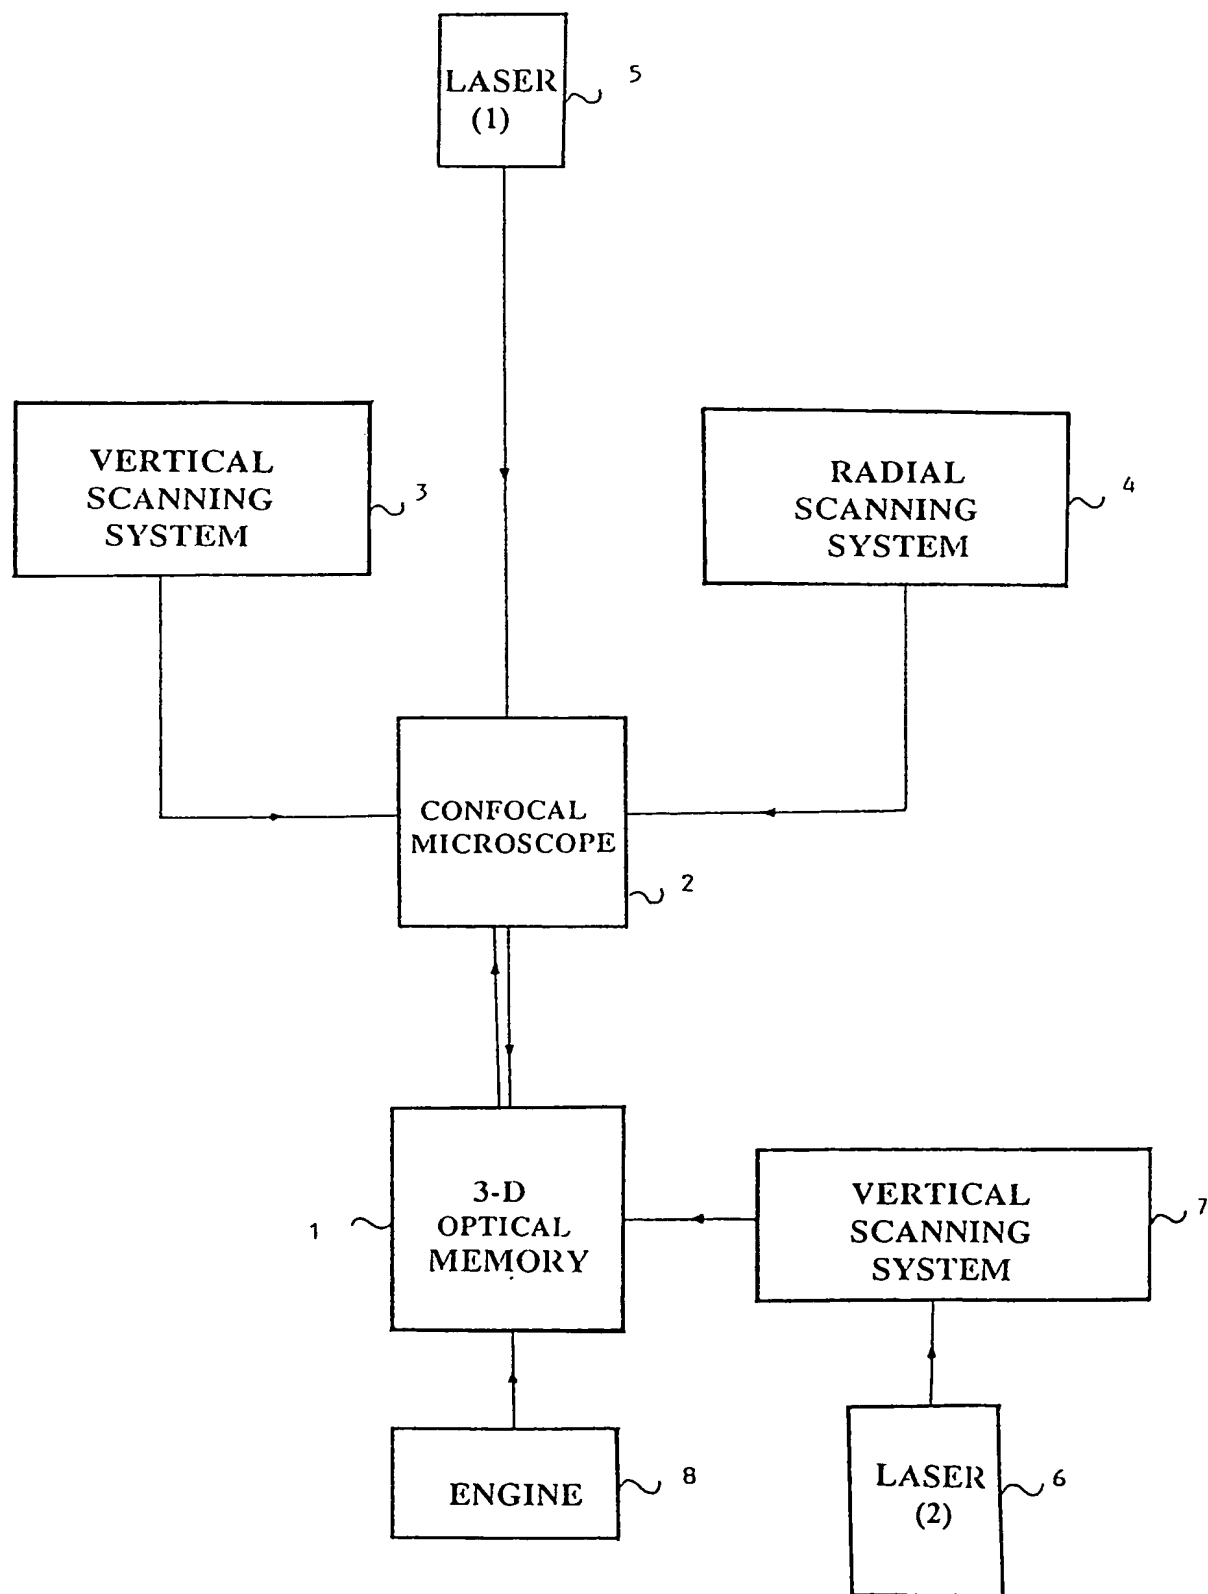 LASER
(1)
5
VERTICAL
SCANNING
SYSTEM
3
RADIAL
SCANNING
SYSTEM
4
CONFOCAL
MICROSCOPE
2
3-D
OPTICAL
MEMORY
1
VERTICAL
SCANNING
SYSTEM
7
ENGINE
8
LASER
(2)
6